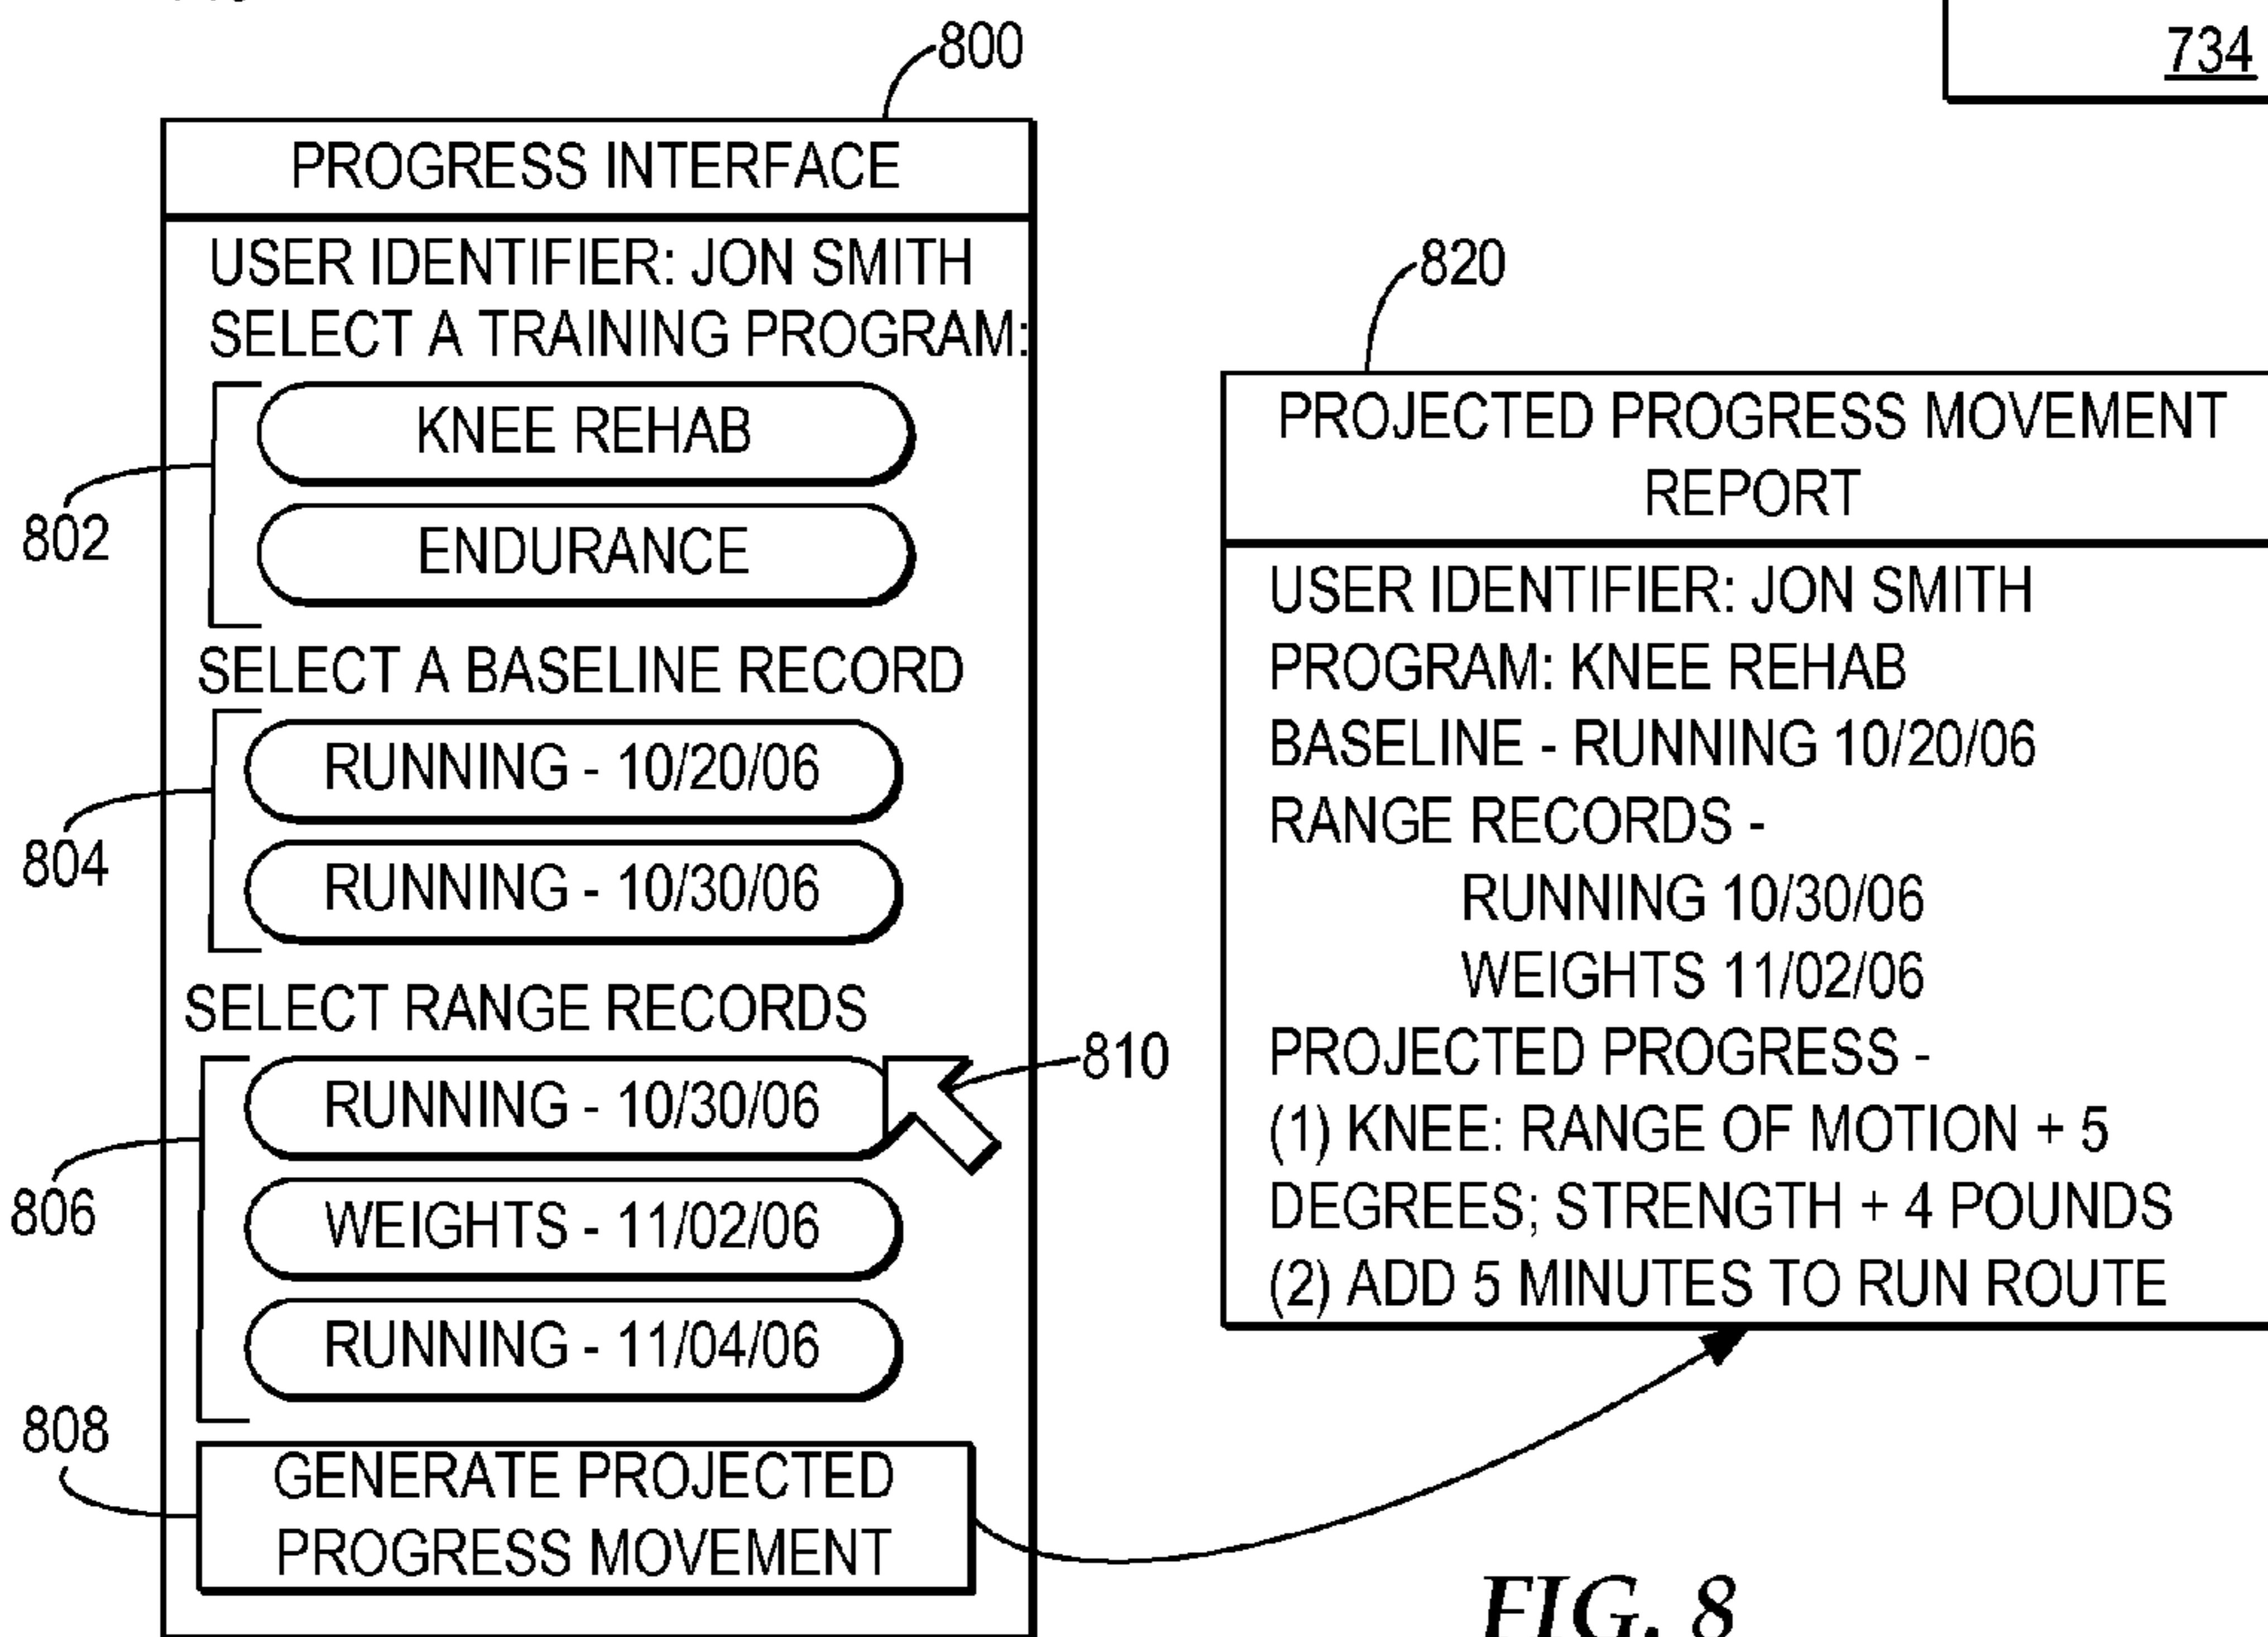 800
734
PROGRESS INTERFACE
USER IDENTIFIER: JON SMITH
SELECT A TRAINING PROGRAM:
KNEE REHAB
ENDURANCE
802
SELECT A BASELINE RECORD
RUNNING - 10/20/06
RUNNING - 10/30/06
804
SELECT RANGE RECORDS
RUNNING - 10/30/06
810
WEIGHTS - 11/02/06
806
RUNNING - 11/04/06
808
GENERATE PROJECTED
PROGRESS MOVEMENT
820
PROJECTED PROGRESS MOVEMENT
REPORT
USER IDENTIFIER: JON SMITH
PROGRAM: KNEE REHAB
BASELINE - RUNNING 10/20/06
RANGE RECORDS -
RUNNING 10/30/06
WEIGHTS 11/02/06
PROJECTED PROGRESS -
(1) KNEE: RANGE OF MOTION + 5
DEGREES; STRENGTH + 4 POUNDS
(2) ADD 5 MINUTES TO RUN ROUTE
FIG. 8